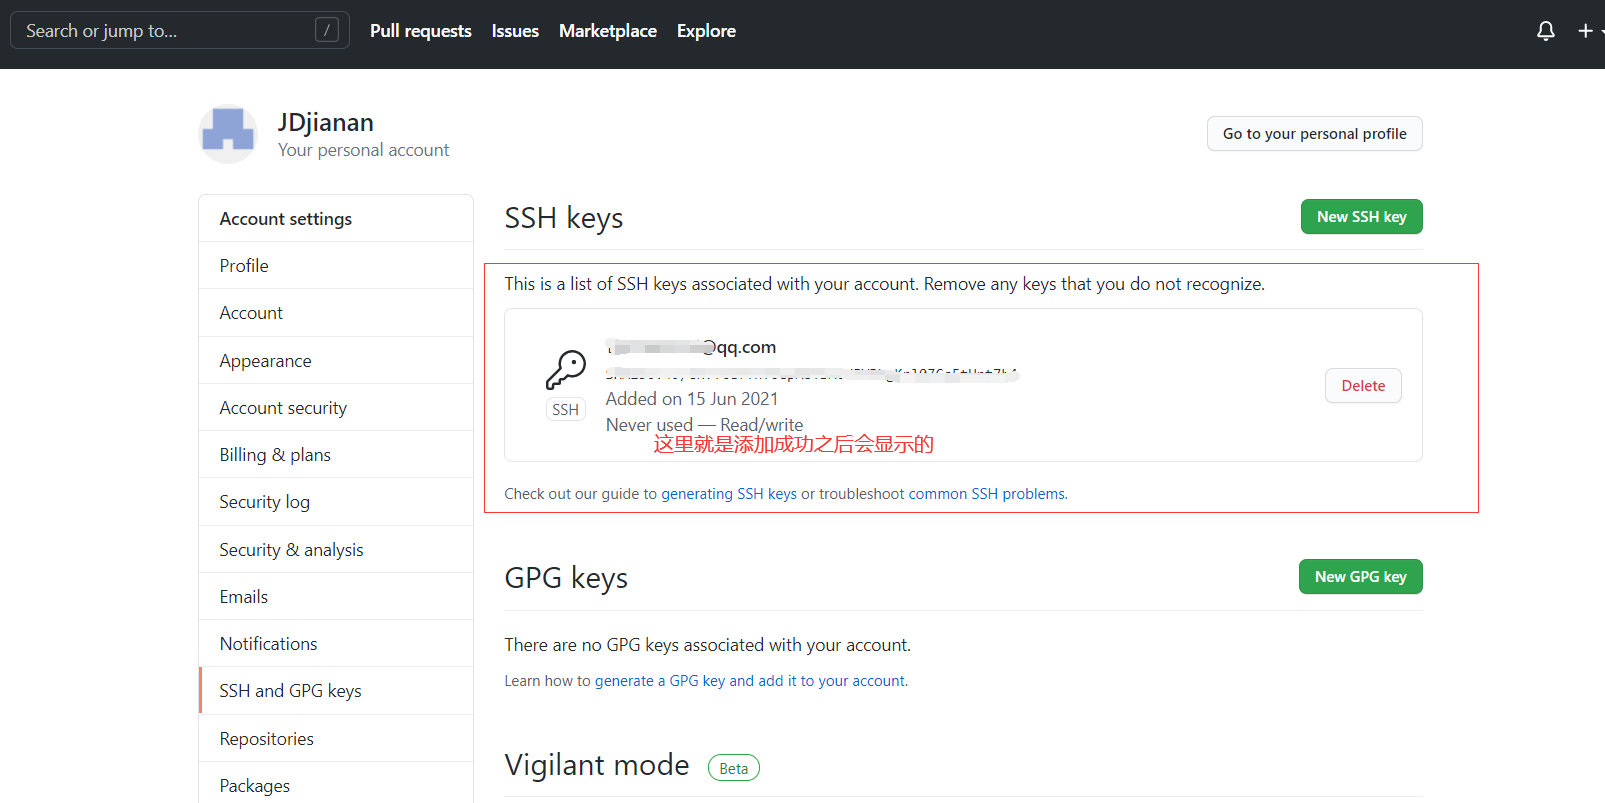 Search or jump to...
/
Pull requests
Issues
Marketplace
Explore
JDjianan
Your personal account
Go to your personal profile
Account settings
Profile
Account
Appearance
Account security
Billing & plans
Security log
Security & analysis
Emails
Notifications
SSH and GPG keys
Repositories
Packages
SSH keys
New SSH key
This is a list of SSH keys associated with your account. Remove any keys that you do not recognize.
@qq.com
SSH
Added on 15 Jun 2021
Never used — Read/write
这里就是添加成功之后会显示的
Delete
Check out our guide to generating SSH keys or troubleshoot common SSH problems.
GPG keys
New GPG key
There are no GPG keys associated with your account.
Learn how to generate a GPG key and add it to your account.
Vigilant mode
Beta